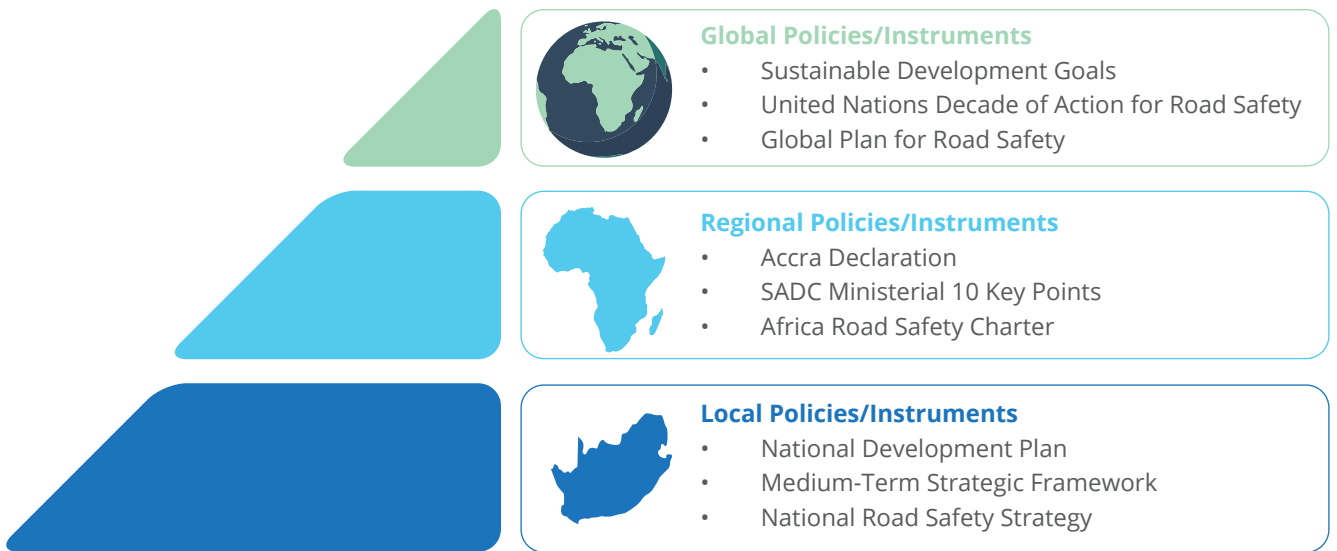 Global Policies/Instruments
• Sustainable Development Goals
• United Nations Decade of Action for Road Safety
• Global Plan for Road Safety
Regional Policies/Instruments
• Accra Declaration
• SADC Ministerial 10 Key Points
• Africa Road Safety Charter
Local Policies/Instruments
• National Development Plan
• Medium-Term Strategic Framework
• National Road Safety Strategy